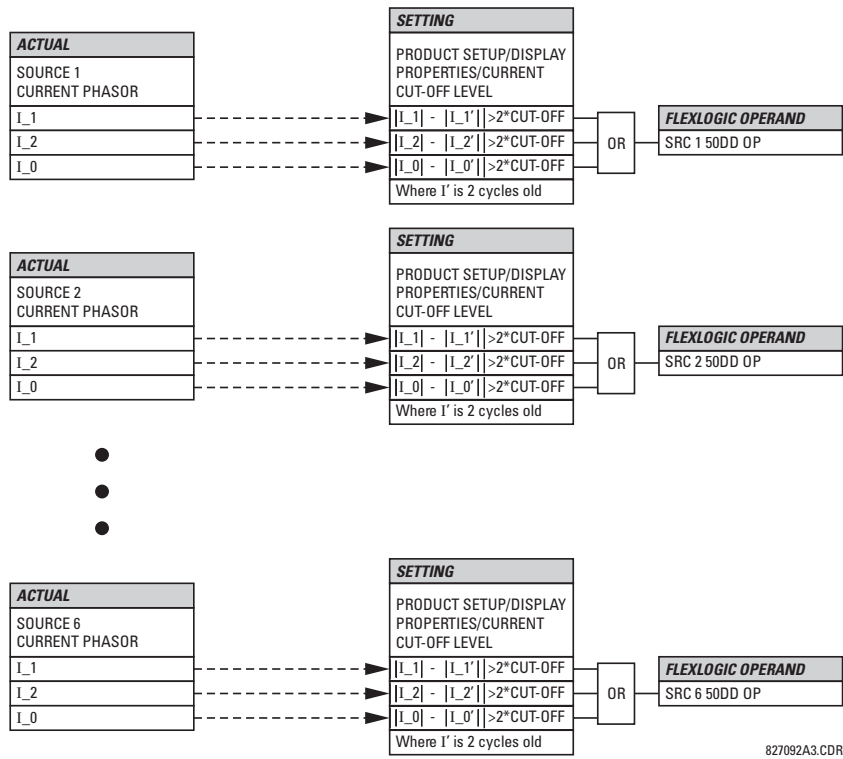 SETTING
ACTUAL
PRODUCT SETUP/DISPLAY
SOURCE 1
PROPERTIES/CURRENT
CURRENT PHASOR
CUT-OFF LEVEL
I_1
||I_1| - |I_1′||>2*CUT-OFF
FLEXLOGIC OPERAND
I_2
||I_2| - |I_2′||>2*CUT-OFF
OR
SRC 1 50DD OP
I_0
||I_0| - |I_0′||>2*CUT-OFF
Where I′ is 2 cycles old
SETTING
ACTUAL
PRODUCT SETUP/DISPLAY
SOURCE 2
PROPERTIES/CURRENT
CURRENT PHASOR
CUT-OFF LEVEL
I_1
||I_1| - |I_1′||>2*CUT-OFF
FLEXLOGIC OPERAND
I_2
||I_2| - |I_2′||>2*CUT-OFF
OR
SRC 2 50DD OP
I_0
||I_0| - |I_0′||>2*CUT-OFF
Where I′ is 2 cycles old
SETTING
ACTUAL
PRODUCT SETUP/DISPLAY
SOURCE 6
PROPERTIES/CURRENT
CURRENT PHASOR
CUT-OFF LEVEL
I_1
||I_1| - |I_1′||>2*CUT-OFF
FLEXLOGIC OPERAND
I_2
||I_2| - |I_2′||>2*CUT-OFF
OR
SRC 6 50DD OP
I_0
||I_0| - |I_0′||>2*CUT-OFF
Where I′ is 2 cycles old
827092A3.CDR